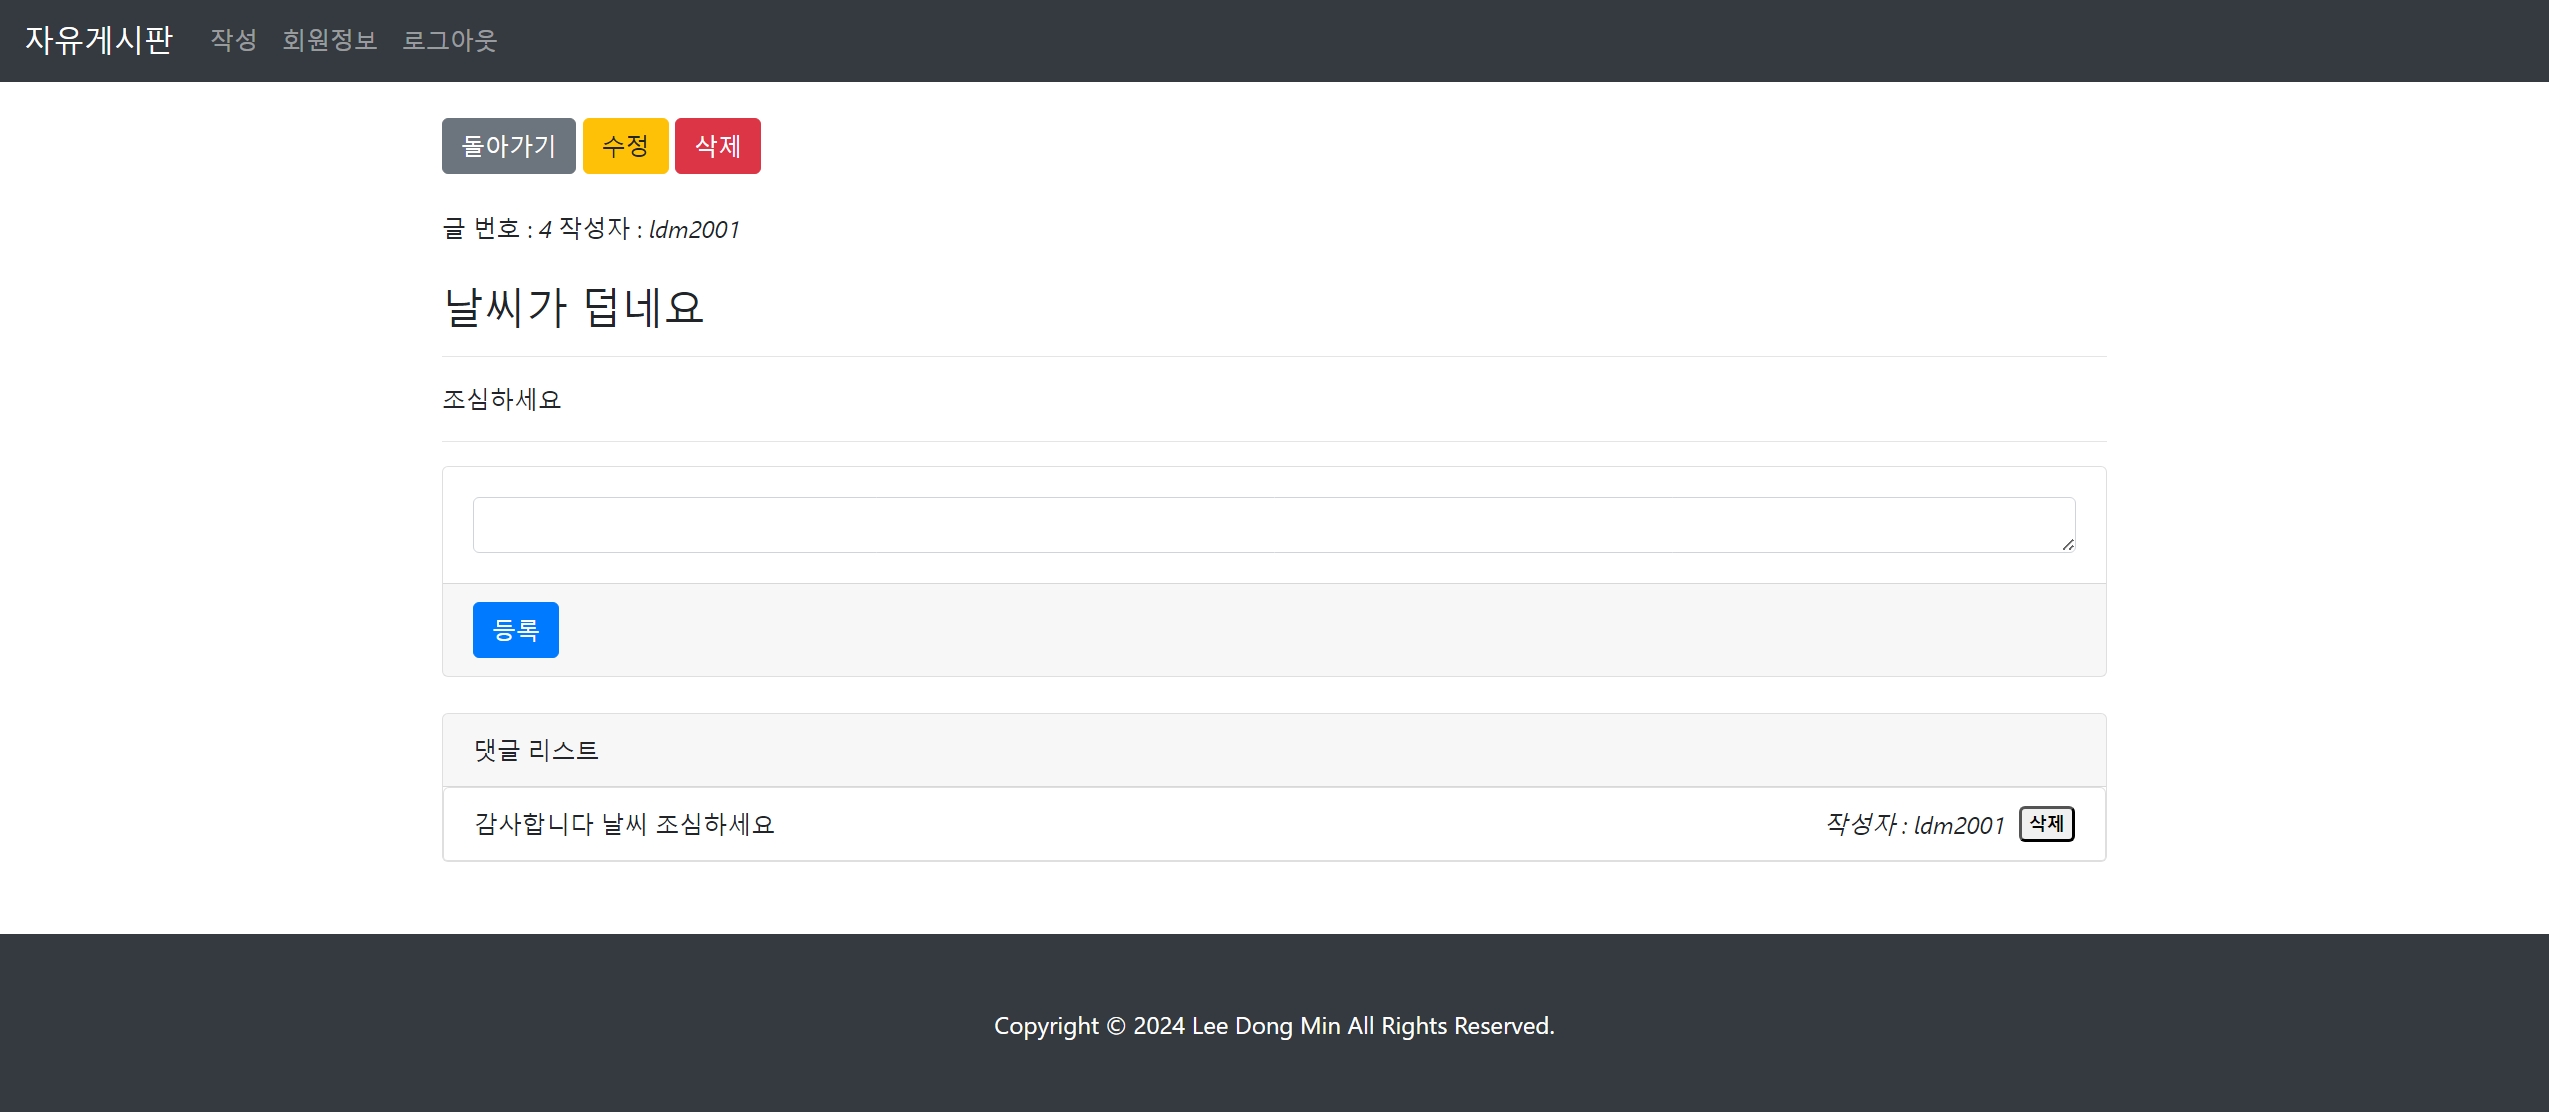 자유게시판 작성 회원정보 로그아웃
돌아가기 수정 삭제
글 번호 : 4 작성자 : ldm2001
날씨가 덥네요
조심하세요
등록
댓글 리스트
감사합니다 날씨 조심하세요 작성자 : ldm2001 삭제
Copyright © 2024 Lee Dong Min All Rights Reserved.